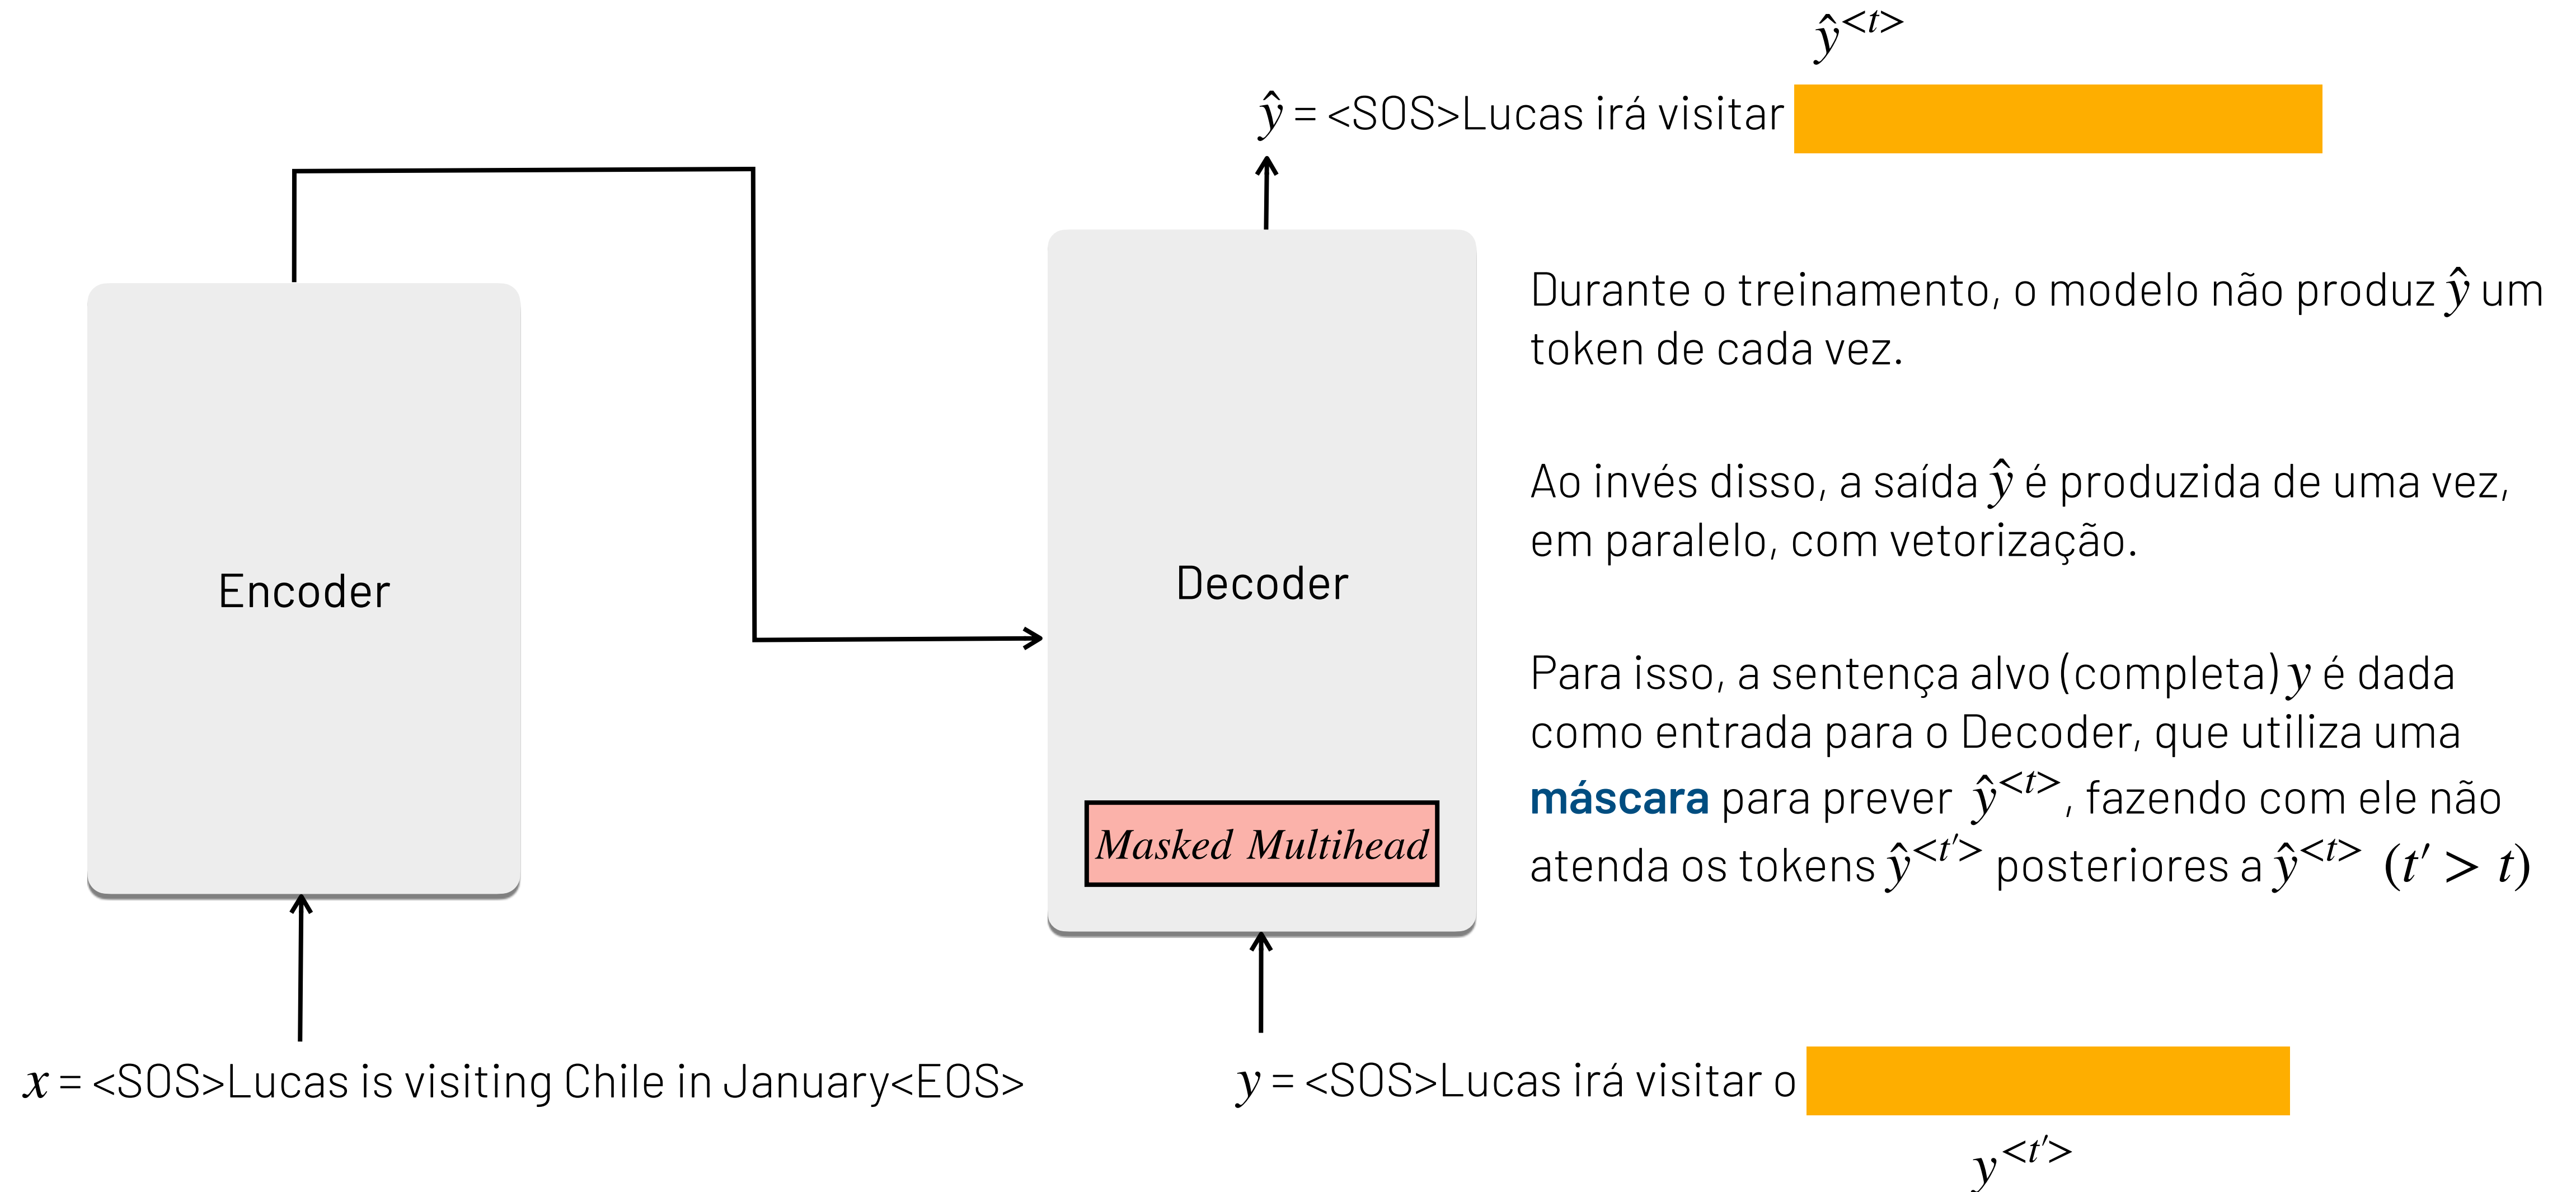 ŷ<t>
ŷ = <SOS>Lucas irá visitar
Durante o treinamento, o modelo não produz ŷ um
token de cada vez.
Ao invés disso, a saída ŷ é produzida de uma vez,
em paralelo, com vetorização.
Encoder
Decoder
Para isso, a sentença alvo (completa) y é dada
como entrada para o Decoder, que utiliza uma
máscara para prever ŷ<t>, fazendo com ele não
atenda os tokens ŷ<t′> posteriores a ŷ<t> (t′ > t)
Masked Multihead
x = <SOS>Lucas is visiting Chile in January<EOS>
y = <SOS>Lucas irá visitar o
y<t′>